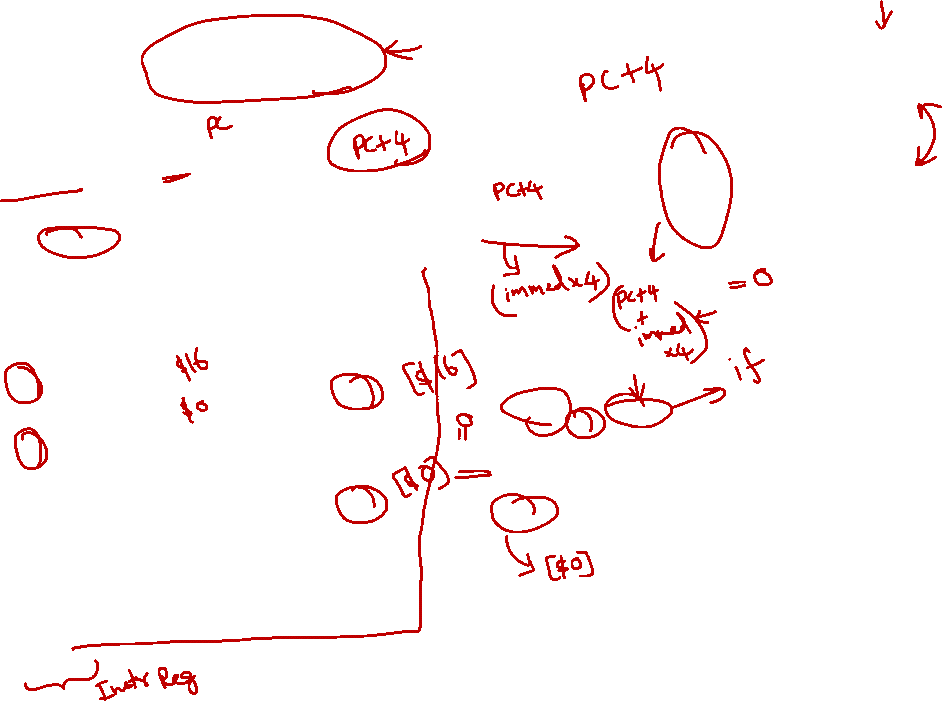 PC+4
PC
PC+4
PC+4
(immed×4)
(PC+4
+
immed
×4)
=0
$16
[$16]
if
$0
=0
[$0] =
[$0]
Instr Reg